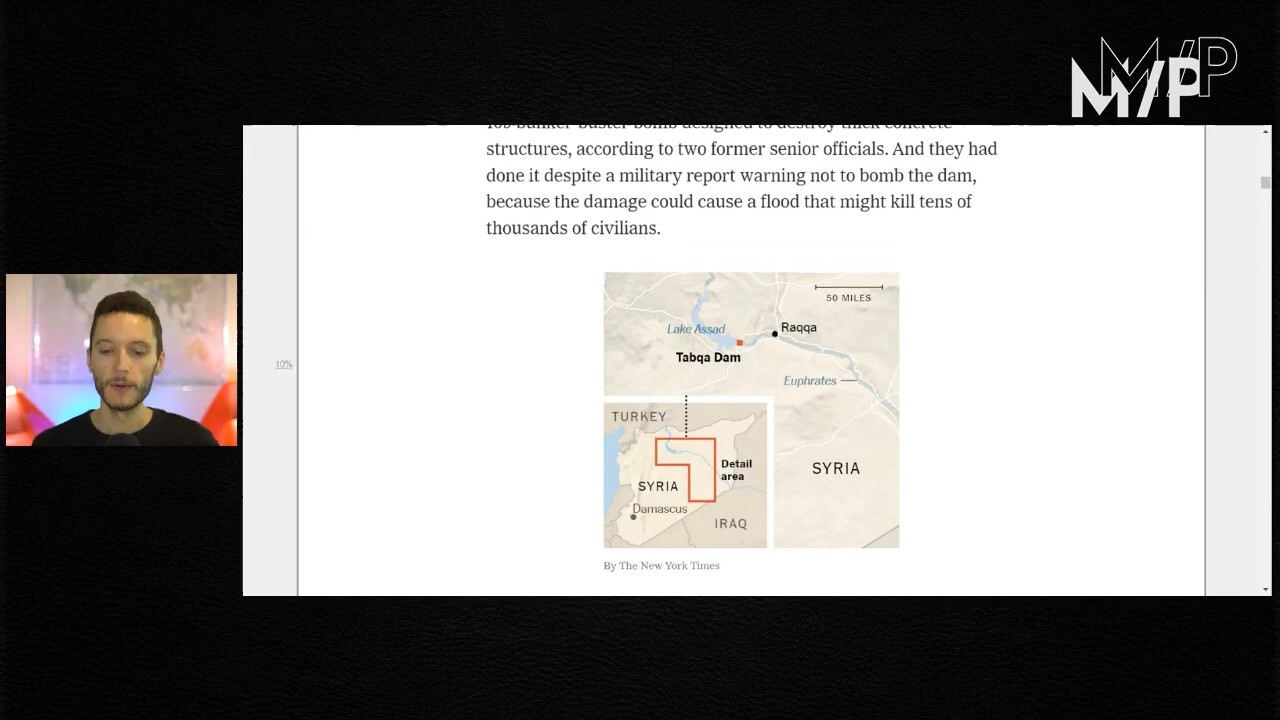 M/P
M/P
structures, according to two former senior officials. And they had
done it despite a military report warning not to bomb the dam,
because the damage could cause a flood that might kill tens of
thousands of civilians.
50 MILES
Lake Assad
Raqqa
Tabqa Dam
Euphrates
10%
TURKEY
Detail
area
SYRIA
SYRIA
Damascus
IRAQ
By The New York Times